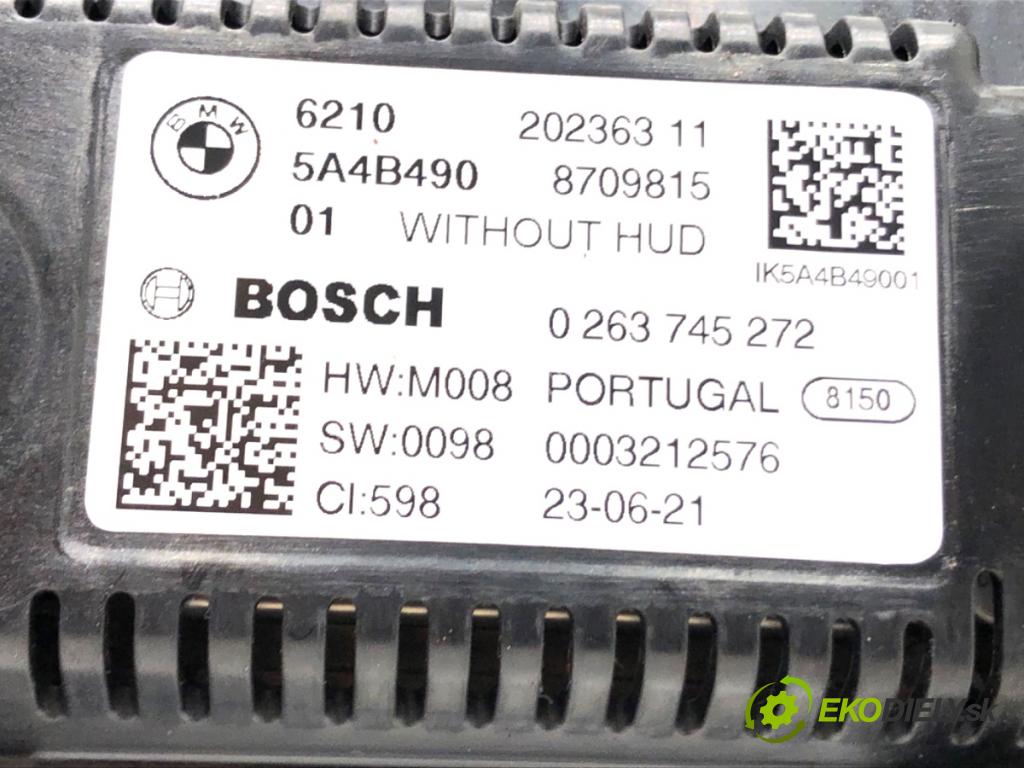 BMW
6210 202363 11
5A4B490 8709815
01 WITHOUT HUD
IK5A4B49001
BOSCH 0 263 745 272
HW:M008 PORTUGAL 8150
SW:0098 0003212576
CI:598 23-06-21
EKODIELY.sk